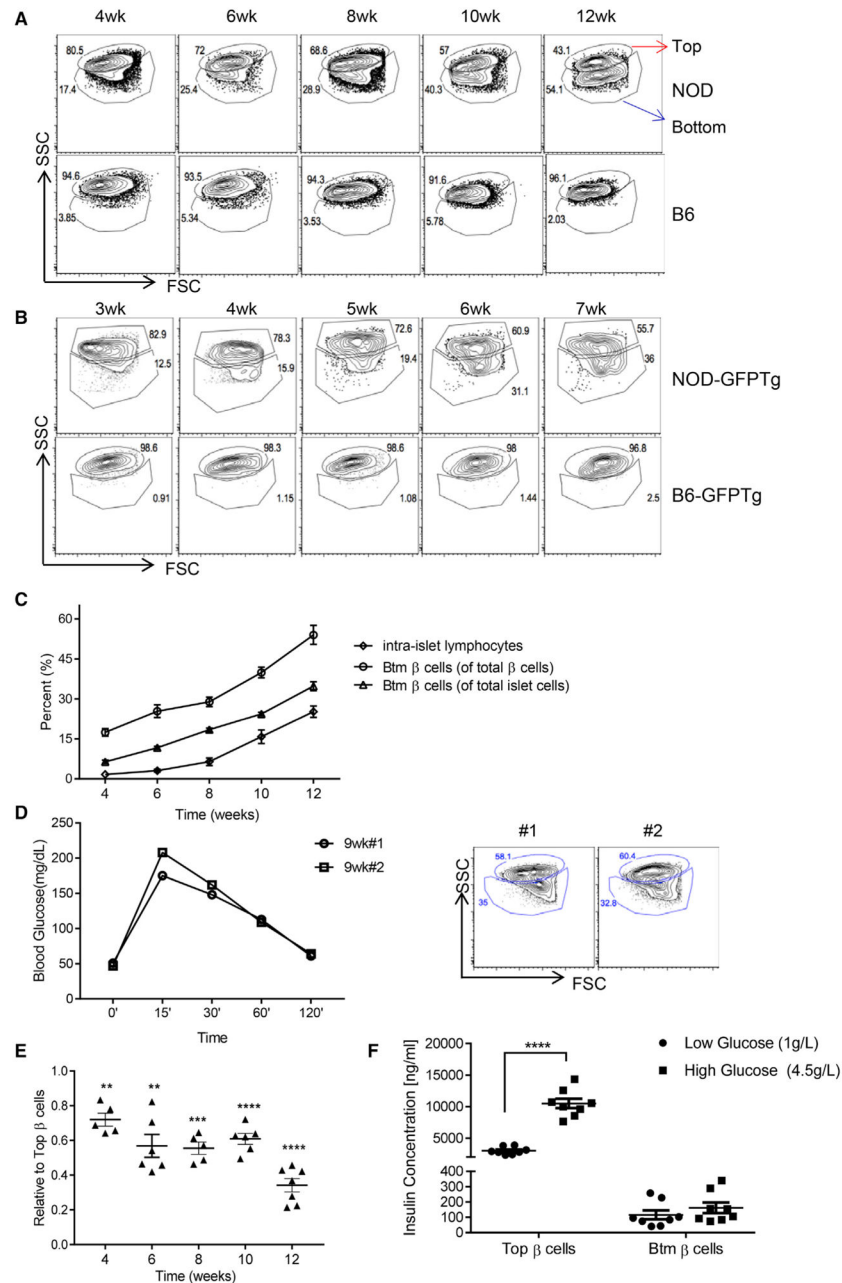 A
4wk 6wk 8wk 10wk 12wk
80.5 72 68.6 57 43.1 Top
17.4 25.4 28.9 40.3 54.1 NOD
Bottom
SSC
94.6 93.5 94.3 91.6 96.1
3.85 5.34 3.53 5.78 2.03 B6
FSC
B
3wk 4wk 5wk 6wk 7wk
82.9 78.3 72.6 60.9 55.7
12.5 15.9 19.4 31.1 36 NOD-GFPTg
SSC
98.6 98.3 98.6 98 96.8
0.91 1.15 1.08 1.44 2.5 B6-GFPTg
FSC
C
Percent (%)
60
45
30
15
0
4 6 8 10 12
Time (weeks)
intra-islet lymphocytes
Btm β cells (of total β cells)
Btm β cells (of total islet cells)
D
Blood Glucose(mg/dL)
250
200
150
100
50
0
0' 15' 30' 60' 120'
Time
9wk#1
9wk#2
#1 #2
58.1 60.4
35 32.8
SSC
FSC
E
Relative to Top β cells
1.0
0.8
0.6
0.4
0.2
0.0
** ** *** **** ****
4 6 8 10 12
Time (weeks)
F
Insulin Concentration [ng/ml]
20000
15000
10000
5000
400
300
200
100
0
****
Low Glucose (1g/L)
High Glucose (4.5g/L)
Top β cells Btm β cells